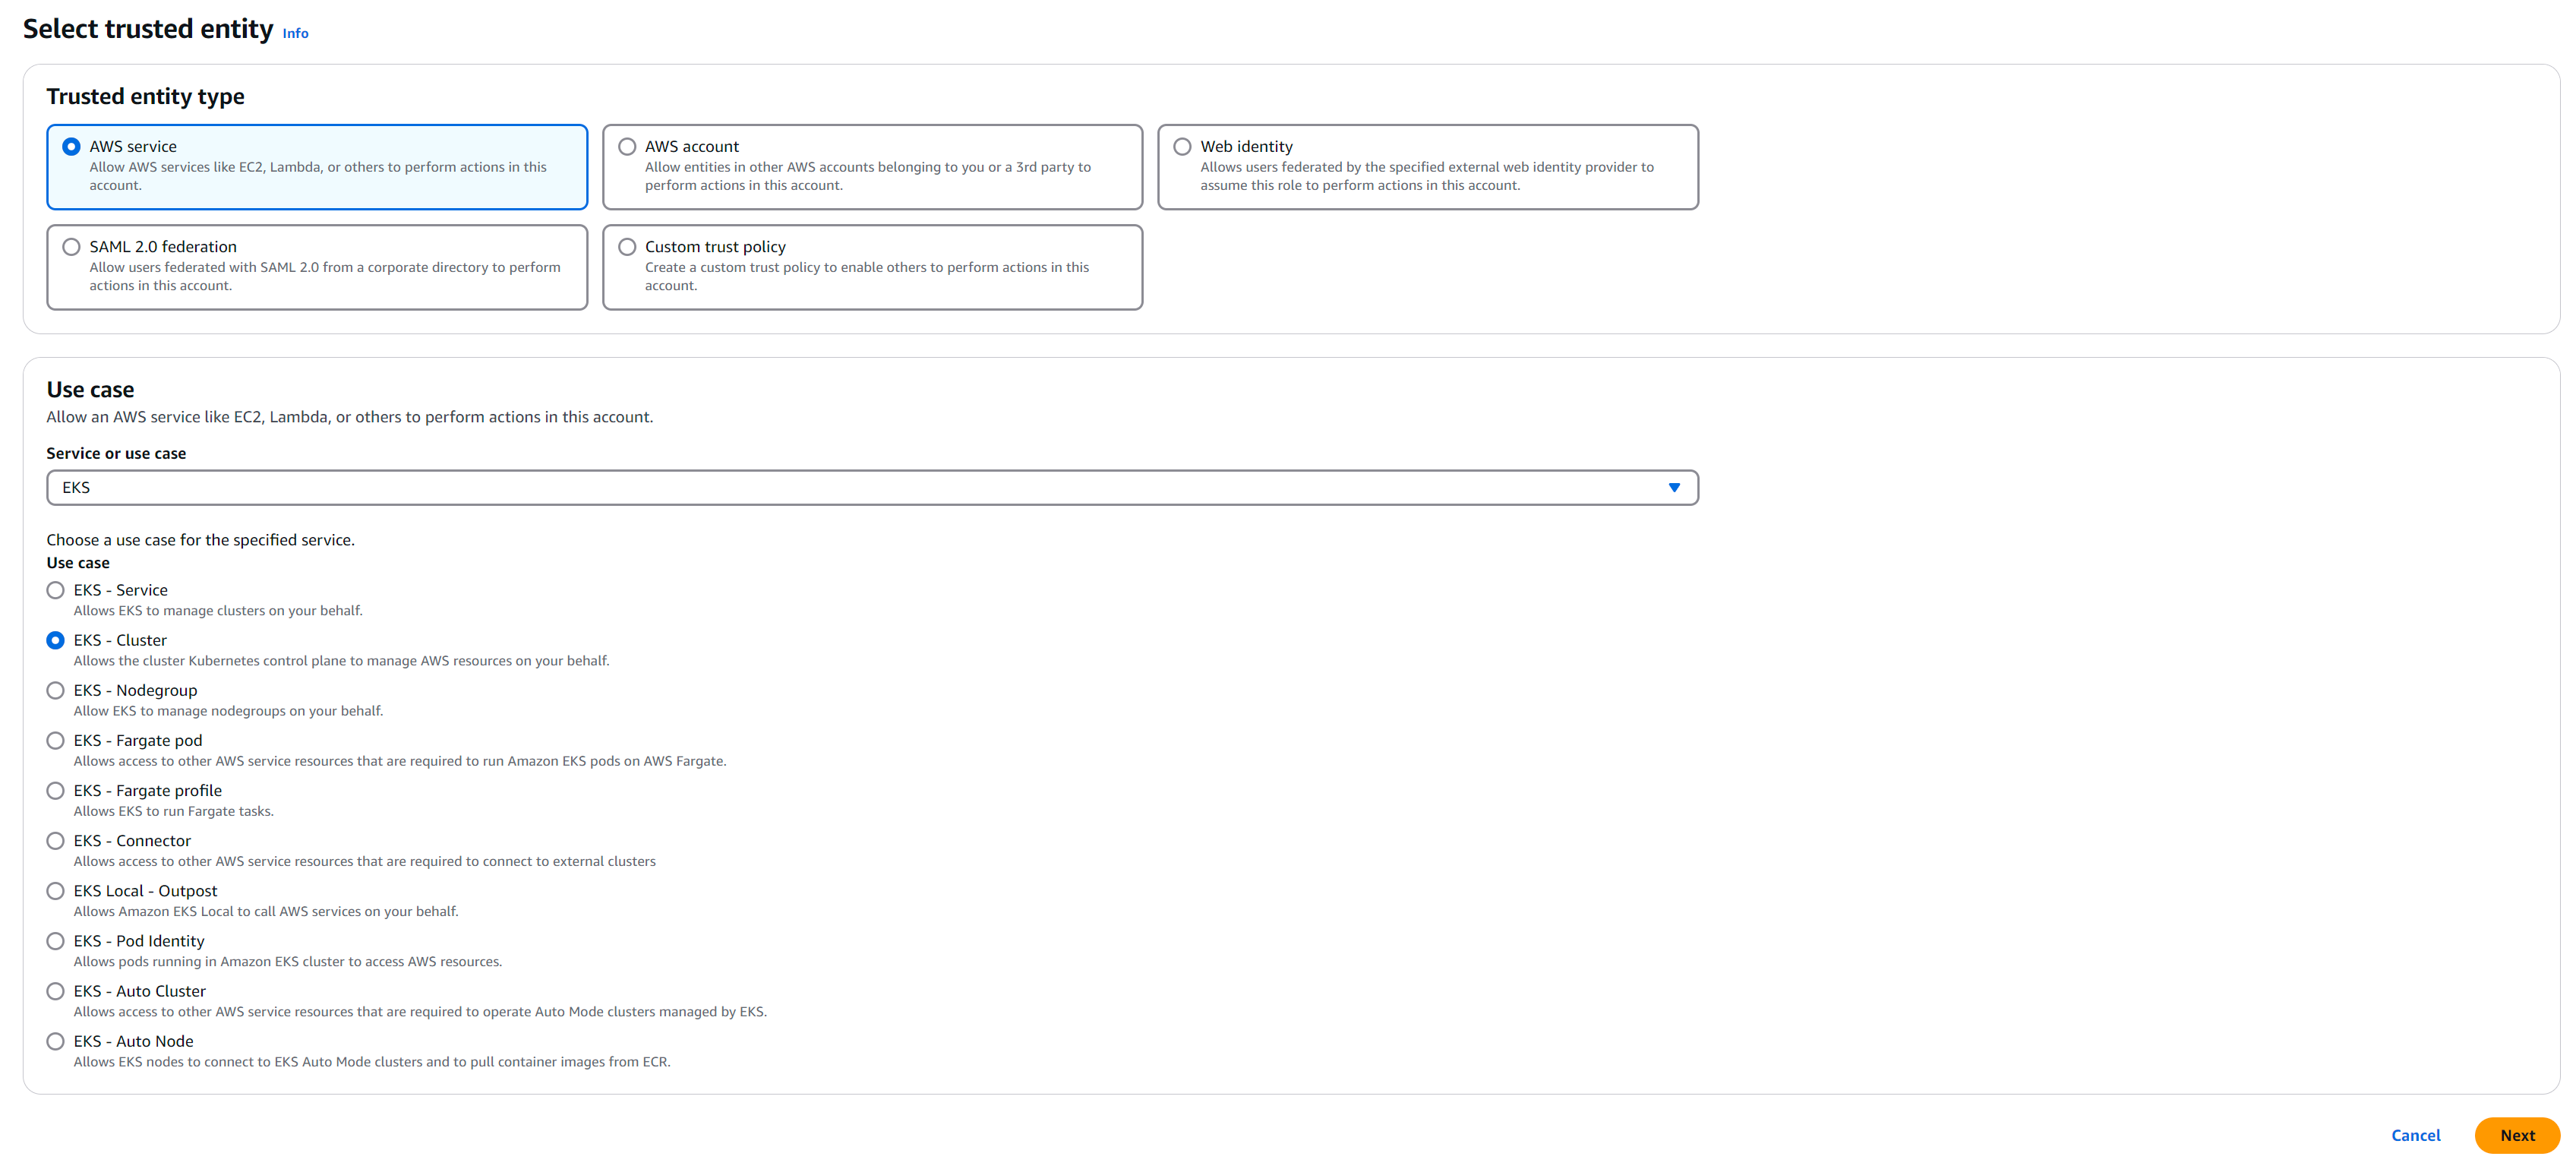 Select trusted entity Info
Trusted entity type
AWS service
Allow AWS services like EC2, Lambda, or others to perform actions in this
account.
AWS account
Allow entities in other AWS accounts belonging to you or a 3rd party to
perform actions in this account.
Web identity
Allows users federated by the specified external web identity provider to
assume this role to perform actions in this account.
SAML 2.0 federation
Allow users federated with SAML 2.0 from a corporate directory to perform
actions in this account.
Custom trust policy
Create a custom trust policy to enable others to perform actions in this
account.
Use case
Allow an AWS service like EC2, Lambda, or others to perform actions in this account.
Service or use case
EKS
Choose a use case for the specified service.
Use case
EKS - Service
Allows EKS to manage clusters on your behalf.
EKS - Cluster
Allows the cluster Kubernetes control plane to manage AWS resources on your behalf.
EKS - Nodegroup
Allow EKS to manage nodegroups on your behalf.
EKS - Fargate pod
Allows access to other AWS service resources that are required to run Amazon EKS pods on AWS Fargate.
EKS - Fargate profile
Allows EKS to run Fargate tasks.
EKS - Connector
Allows access to other AWS service resources that are required to connect to external clusters
EKS Local - Outpost
Allows Amazon EKS Local to call AWS services on your behalf.
EKS - Pod Identity
Allows pods running in Amazon EKS cluster to access AWS resources.
EKS - Auto Cluster
Allows access to other AWS service resources that are required to operate Auto Mode clusters managed by EKS.
EKS - Auto Node
Allows EKS nodes to connect to EKS Auto Mode clusters and to pull container images from ECR.
Cancel
Next